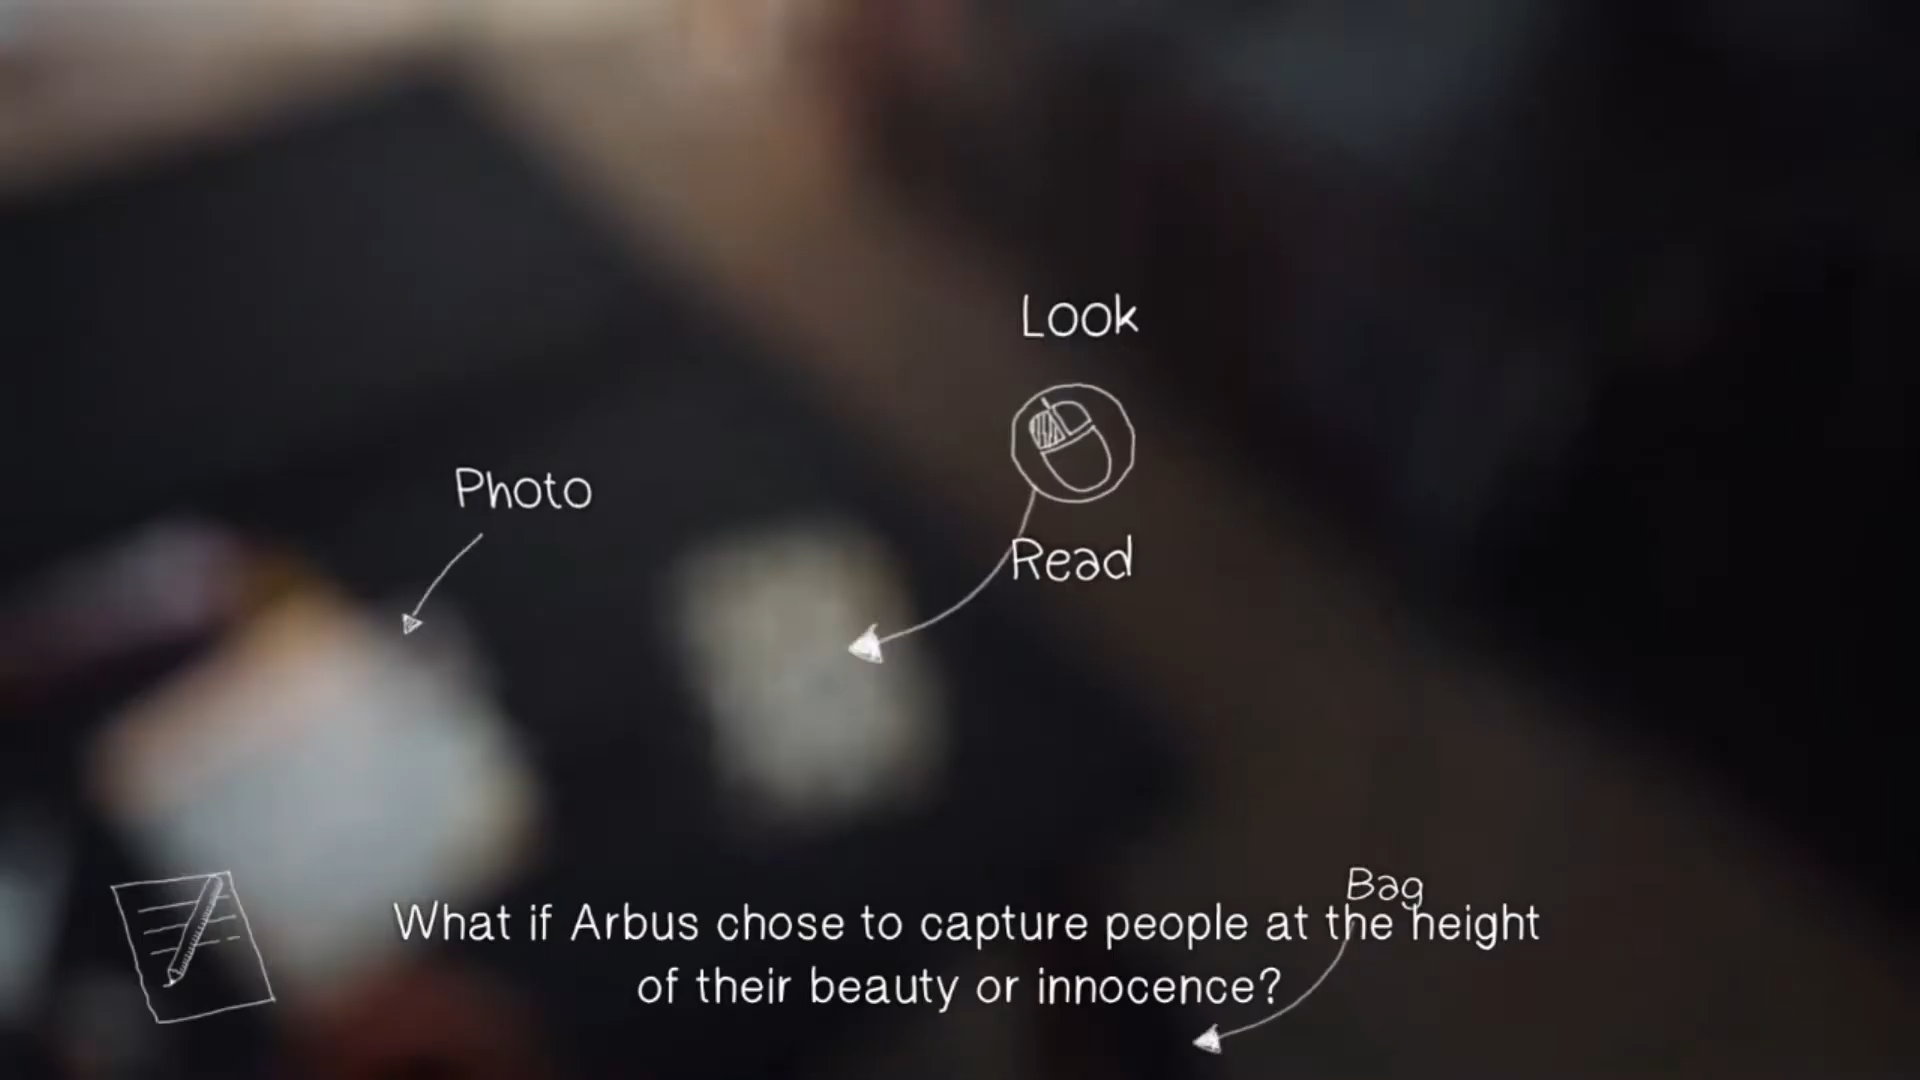 Look
Photo
Read
Bag
What if Arbus chose to capture people at the height
of their beauty or innocence?